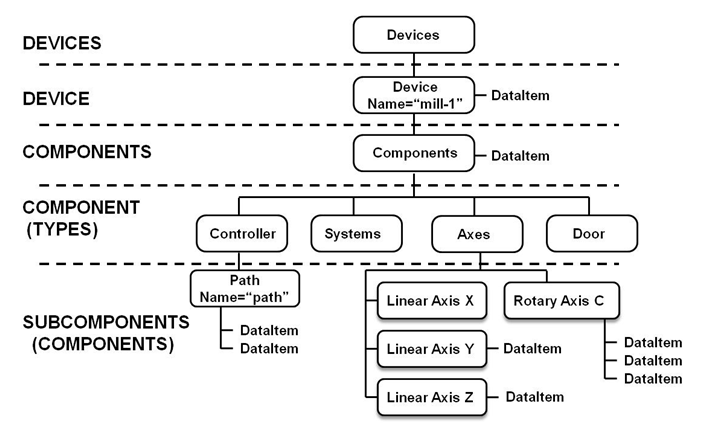 DEVICES
Devices
DEVICE
Device
Name="mill-1"
DataItem
COMPONENTS
Components
DataItem
COMPONENT
(TYPES)
Controller
Systems
Axes
Door
SUBCOMPONENTS
(COMPONENTS)
Path
Name="path"
DataItem
DataItem
Linear Axis X
Rotary Axis C
Linear Axis Y
DataItem
DataItem
DataItem
DataItem
Linear Axis Z
DataItem